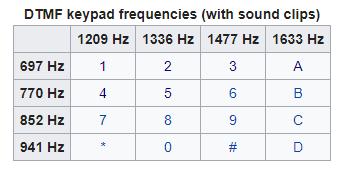 DTMF keypad frequencies (with sound clips)
1209 Hz 1336 Hz 1477 Hz 1633 Hz
697 Hz 1 2 3 A
770 Hz 4 5 6 B
852 Hz 7 8 9 C
941 Hz * 0 # D